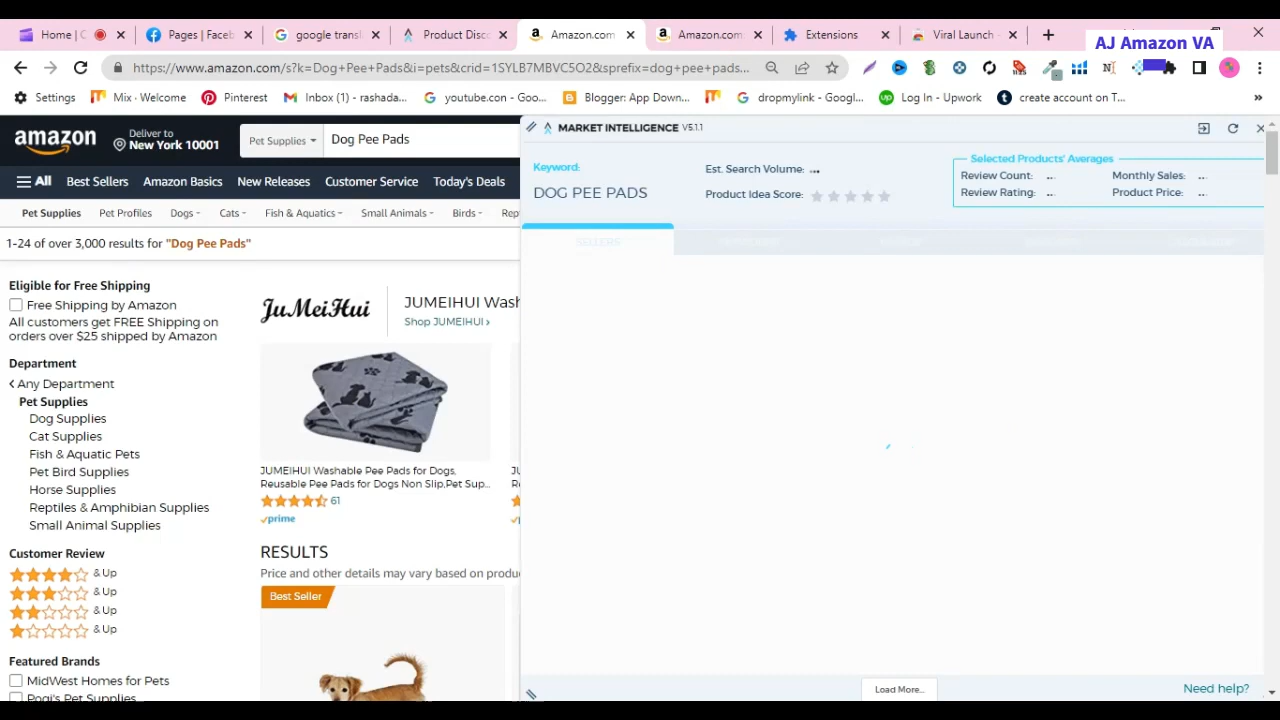 Home | C
Pages | Faceb
google transl
Product Disco
Amazon.com
Amazon.com
Extensions
Viral Launch -
AJ Amazon VA
https://www.amazon.com/s?k=Dog+Pee+Pads&i=pets&crid=1SYLB7MBVC5O2&sprefix=dog+pee+pads...
Settings
Mix · Welcome
Pinterest
Inbox (1) - rashada...
youtube.con - Goo...
Blogger: App Down...
dropmylink - Googl...
Log In - Upwork
create account on T...
»
amazon
Deliver to
New York 10001
Pet Supplies
Dog Pee Pads
All
Best Sellers
Amazon Basics
New Releases
Customer Service
Today's Deals
Pet Supplies
Pet Profiles
Dogs
Cats
Fish & Aquatics
Small Animals
Birds
Rep
1-24 of over 3,000 results for "Dog Pee Pads"
Eligible for Free Shipping
Free Shipping by Amazon
All customers get FREE Shipping on
orders over $25 shipped by Amazon
Department
Any Department
Pet Supplies
Dog Supplies
Cat Supplies
Fish & Aquatic Pets
Pet Bird Supplies
Horse Supplies
Reptiles & Amphibian Supplies
Small Animal Supplies
Customer Review
& Up
& Up
& Up
& Up
Featured Brands
MidWest Homes for Pets
Pogi's Pet Supplies
JuMeiHui
JUMEIHUI Wash
Shop JUMEIHUI ›
JUMEIHUI Washable Pee Pads for Dogs,
Reusable Pee Pads for Dogs Non Slip,Pet Sup...
61
prime
RESULTS
Price and other details may vary based on produ
Best Seller
MARKET INTELLIGENCE V5.1.1
Keyword:
DOG PEE PADS
Est. Search Volume: ...
Product Idea Score:
Selected Products' Averages
Review Count: ...
Monthly Sales: ...
Review Rating: ...
Product Price: ...
SELLERS
Load More...
Need help?